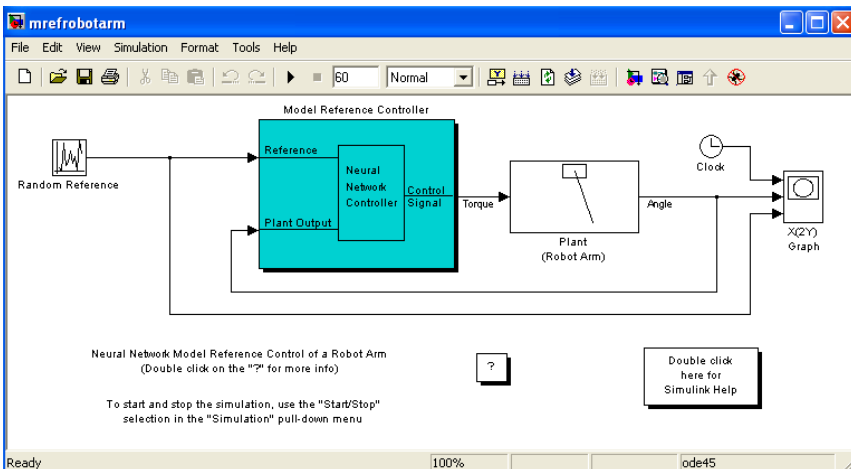 mrefrobotarm
File Edit View Simulation Format Tools Help
60 Normal
Model Reference Controller
Random Reference
Reference
Plant Output
Neural
Network
Controller
Control
Signal
Torque
Plant
(Robot Arm)
Angle
Clock
X(2Y)
Graph
Neural Network Model Reference Control of a Robot Arm
(Double click on the "?" for more info)
To start and stop the simulation, use the "Start/Stop"
selection in the "Simulation" pull-down menu
?
Double click
here for
Simulink Help
Ready 100% ode45